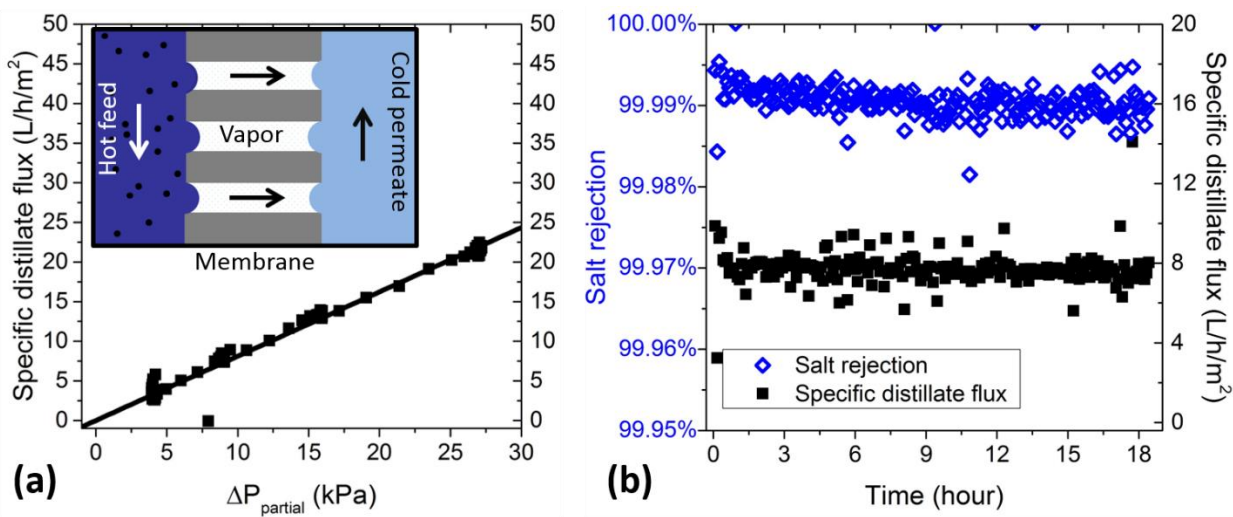 50
45
40
35
30
25
20
15
10
5
0
Specific distillate flux (L/h/m²)
Hot feed
Vapor
Cold permeate
Membrane
50
45
40
35
30
25
20
15
10
5
0
0 5 10 15 20 25 30
(a)
ΔP_partial (kPa)
100.00%
99.99%
99.98%
99.97%
99.96%
99.95%
Salt rejection
Salt rejection
Specific distillate flux
20
16
12
8
4
0
Specific distillate flux (L/h/m²)
0 3 6 9 12 15 18
(b)
Time (hour)